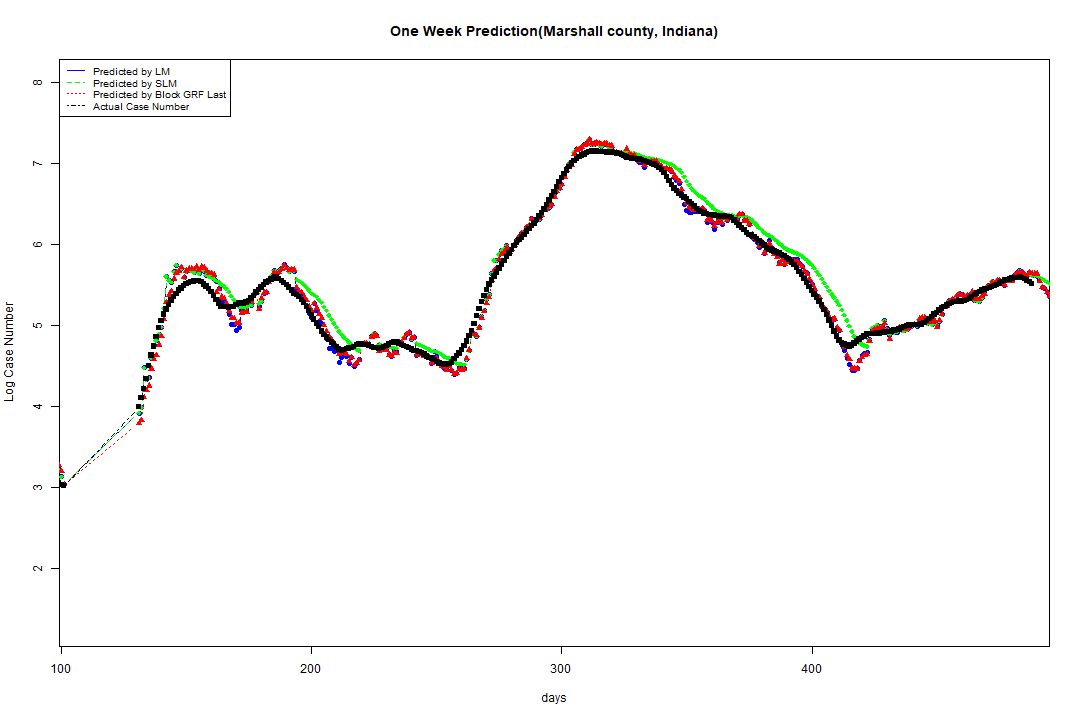 One Week Prediction(Marshall county, Indiana)
Predicted by LM
Predicted by SLM
Predicted by Block GRF Last
Actual Case Number
8
7
6
5
4
3
2
Log Case Number
100 200 300 400
days